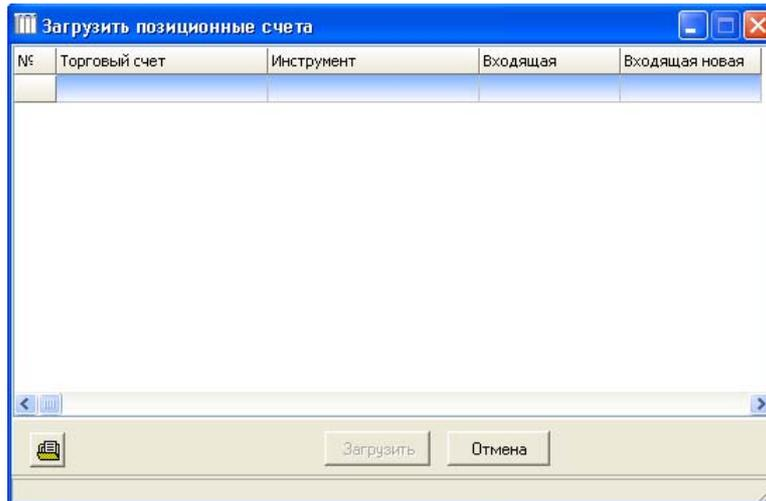 Загрузить позиционные счета
№ Торговый счет Инструмент Входящая Входящая новая
Загрузить Отмена